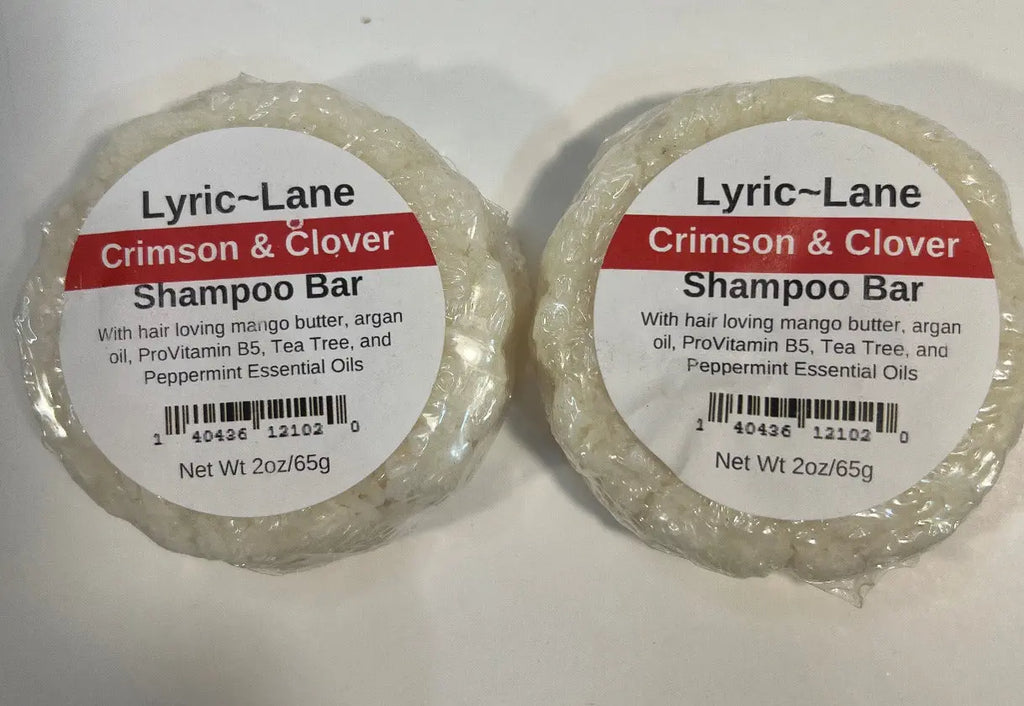 Lyric~Lane
Crimson & Clover
Shampoo Bar
With hair loving mango butter, argan
oil, ProVitamin B5, Tea Tree, and
Peppermint Essential Oils
1 40436 12102 0
Net Wt 2oz/65g
Lyric~Lane
Crimson & Clover
Shampoo Bar
With hair loving mango butter, argan
oil, ProVitamin B5, Tea Tree, and
Peppermint Essential Oils
1 40436 12102 0
Net Wt 2oz/65g